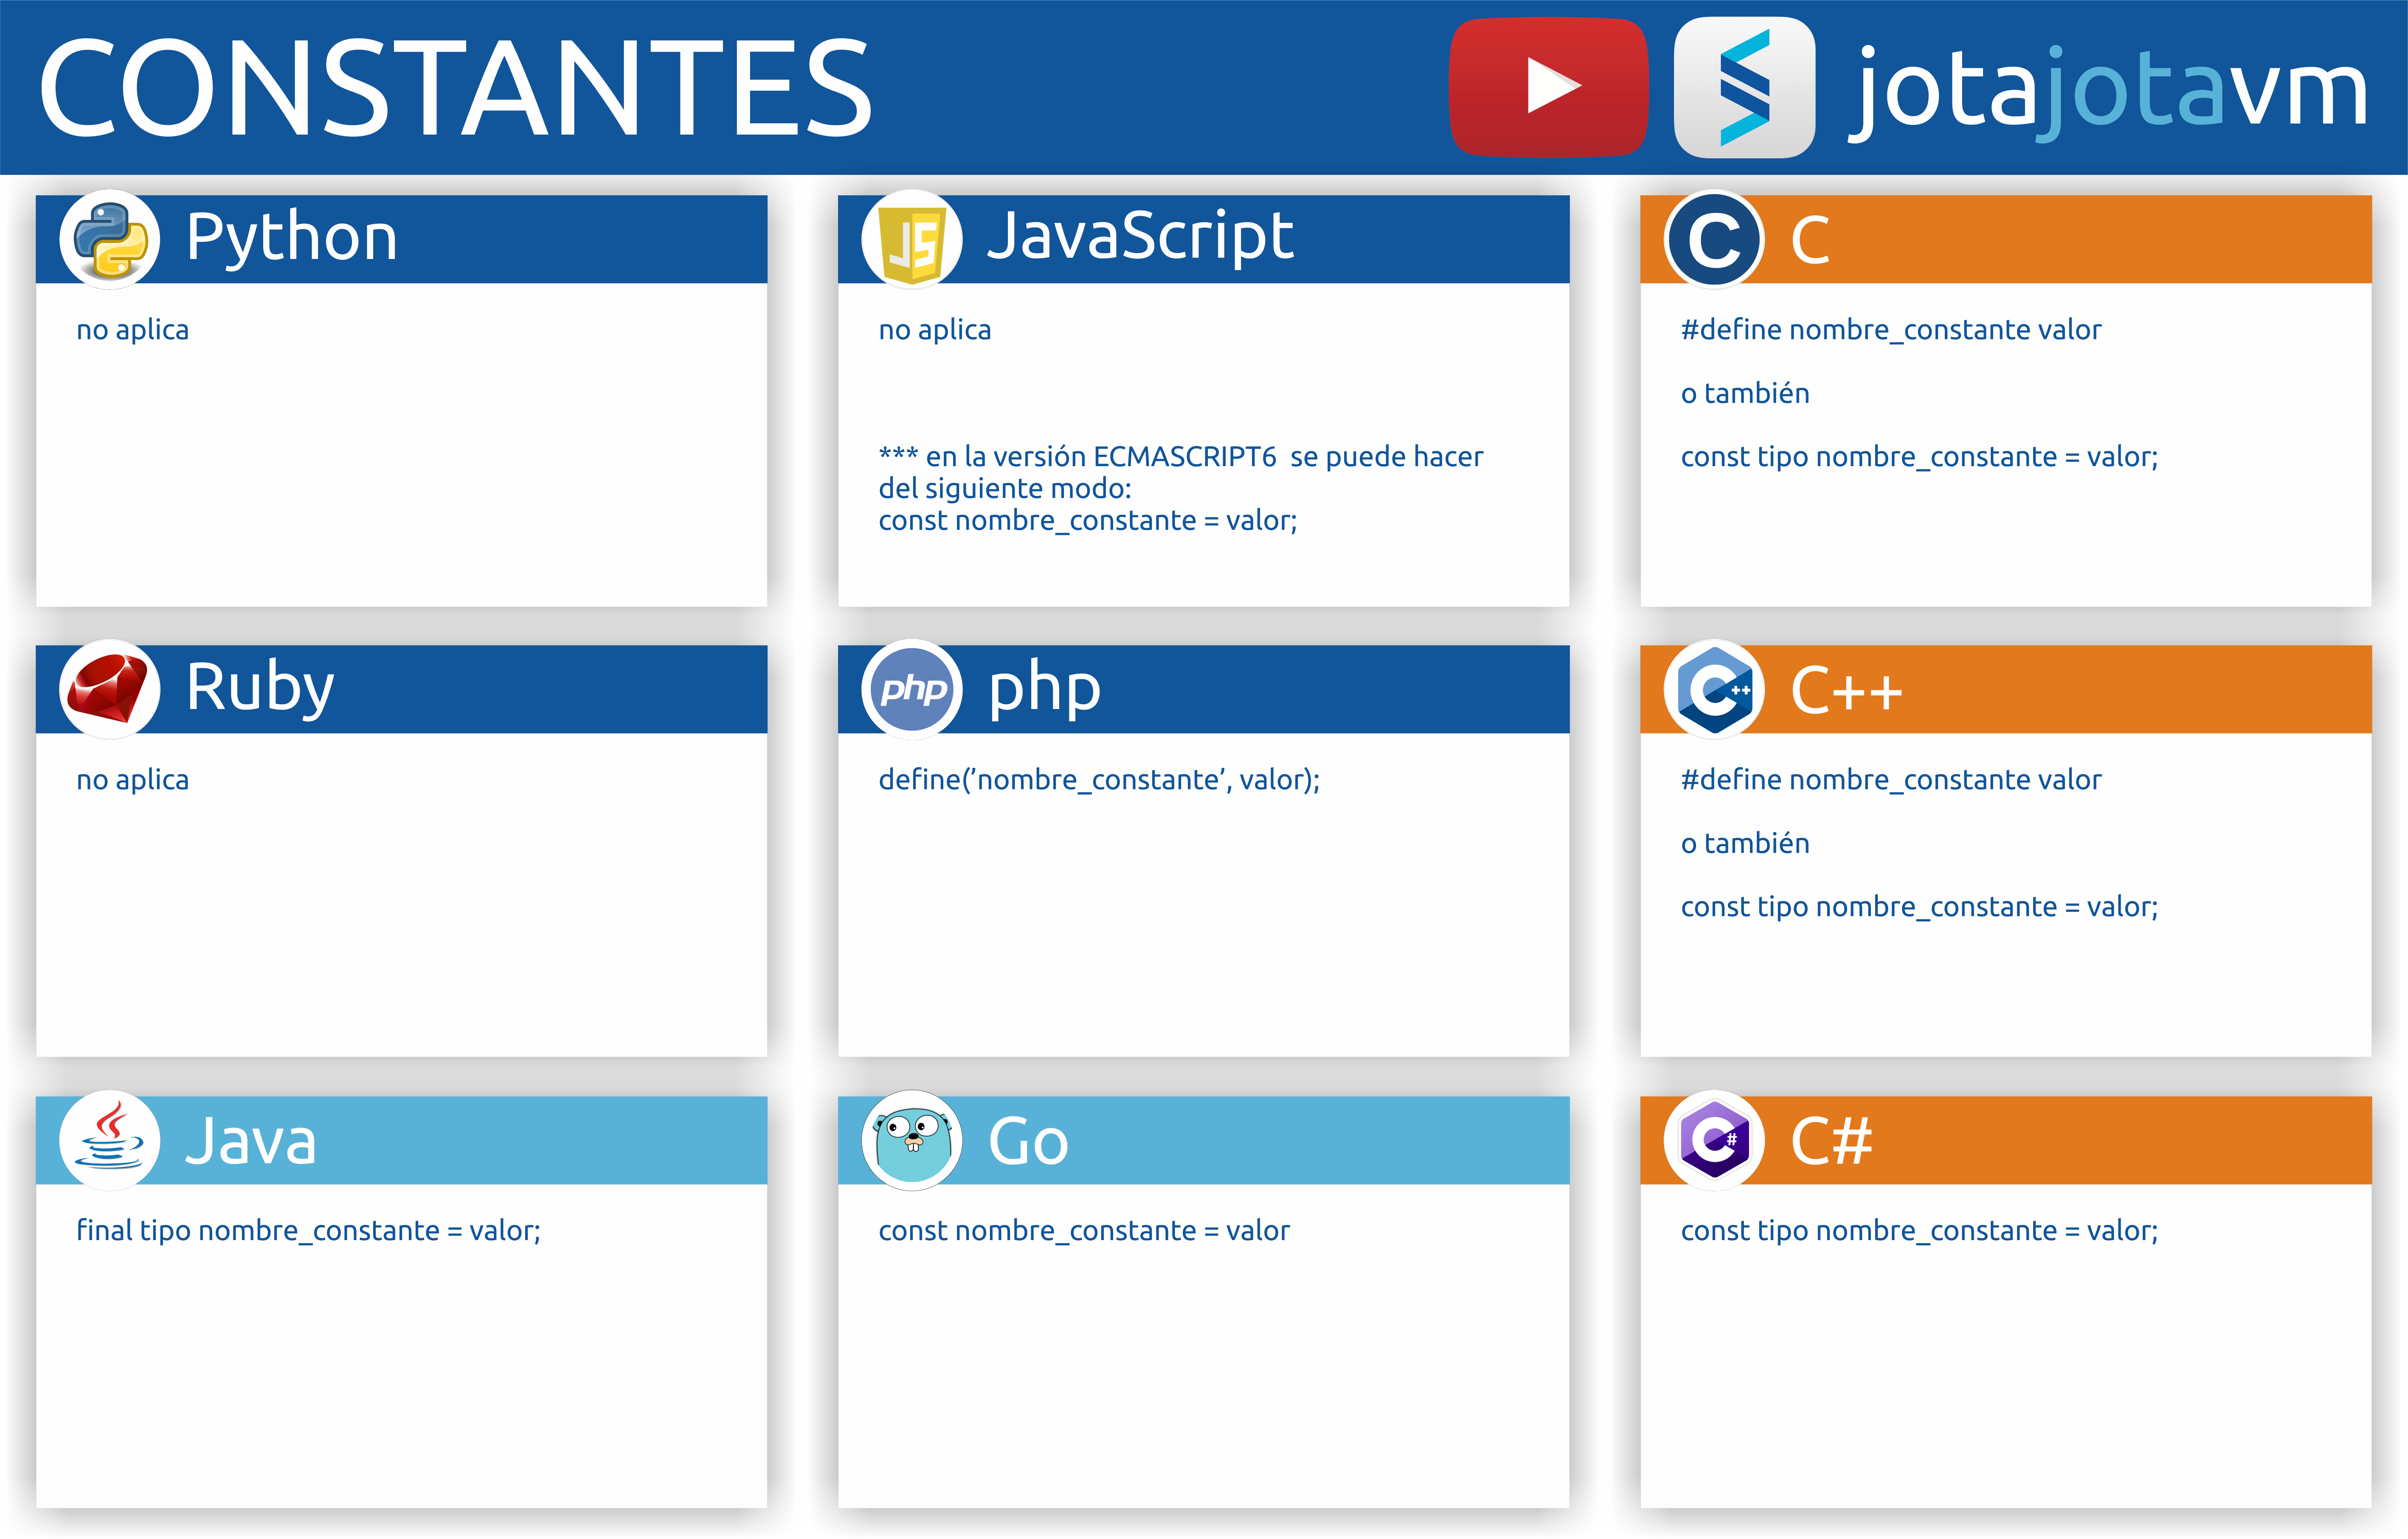 CONSTANTES
jotajotavm
Python
no aplica
JS
JavaScript
no aplica
*** en la versión ECMASCRIPT6 se puede hacer
del siguiente modo:
const nombre_constante = valor;
C
C
#define nombre_constante valor
o también
const tipo nombre_constante = valor;
Ruby
no aplica
php
php
define(’nombre_constante’, valor);
C++
C++
#define nombre_constante valor
o también
const tipo nombre_constante = valor;
Java
final tipo nombre_constante = valor;
Go
const nombre_constante = valor
C#
C#
const tipo nombre_constante = valor;